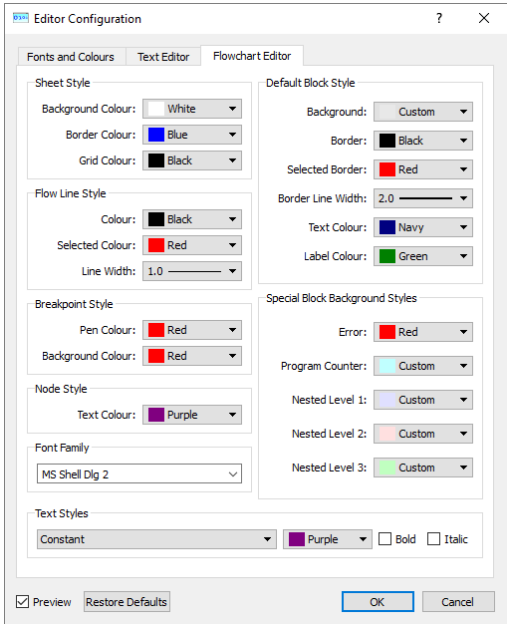 Editor Configuration
Fonts and Colours Text Editor Flowchart Editor
Sheet Style
Background Colour: White
Border Colour: Blue
Grid Colour: Black
Flow Line Style
Colour: Black
Selected Colour: Red
Line Width: 1.0
Breakpoint Style
Pen Colour: Red
Background Colour: Red
Node Style
Text Colour: Purple
Font Family
MS Shell Dlg 2
Default Block Style
Background: Custom
Border: Black
Selected Border: Red
Border Line Width: 2.0
Text Colour: Navy
Label Colour: Green
Special Block Background Styles
Error: Red
Program Counter: Custom
Nested Level 1: Custom
Nested Level 2: Custom
Nested Level 3: Custom
Text Styles
Constant Purple Bold Italic
Preview Restore Defaults OK Cancel